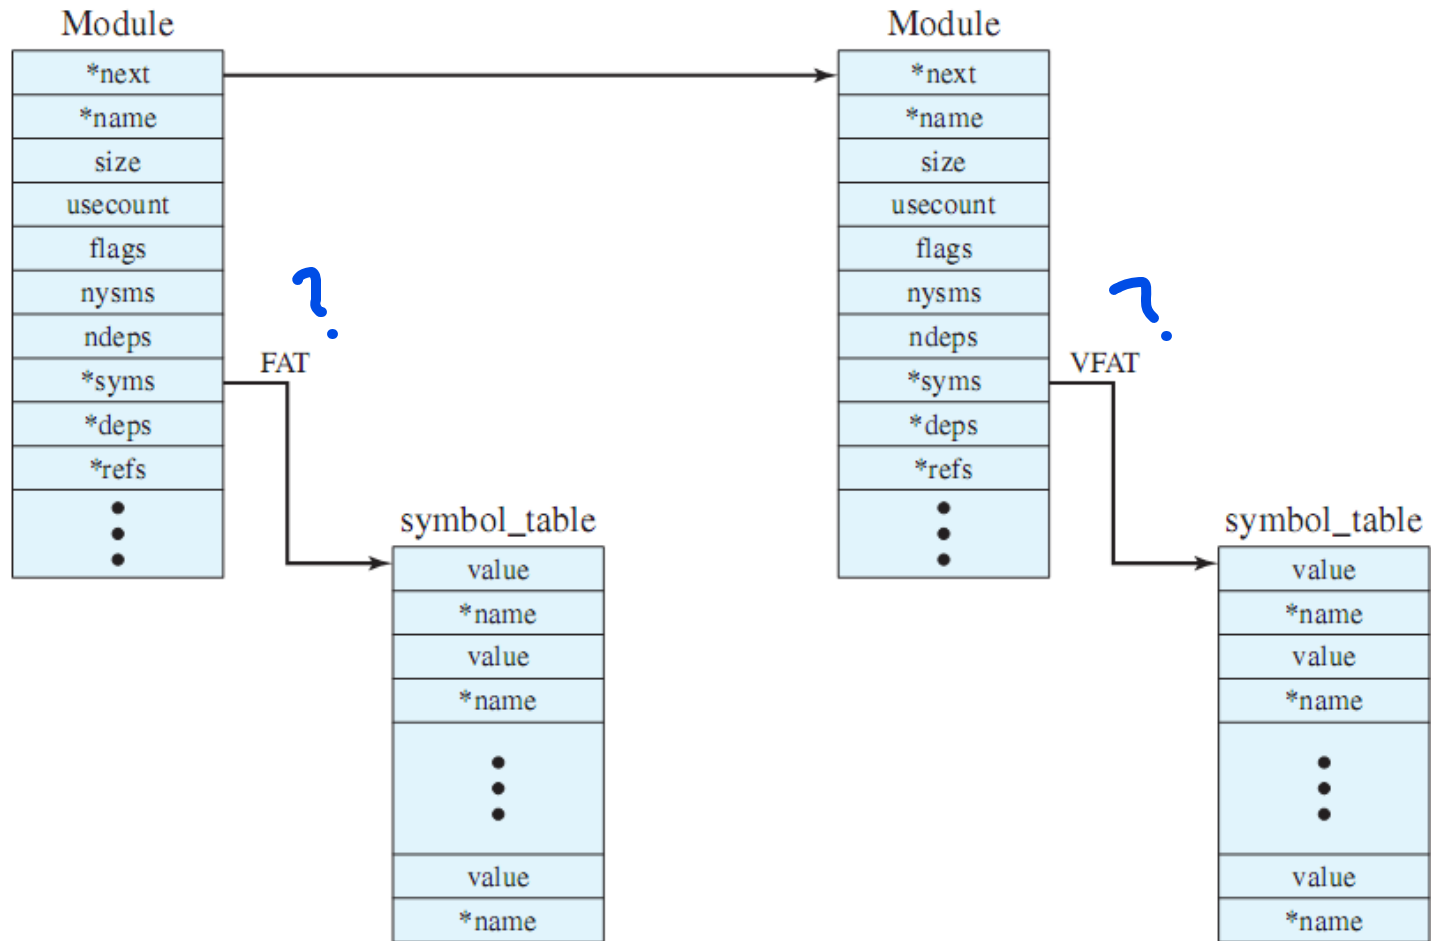 Module
*next
*name
size
usecount
flags
nysms
ndeps
*syms
*deps
*refs
?
FAT
symbol_table
value
*name
value
*name
value
*name
Module
*next
*name
size
usecount
flags
nysms
ndeps
*syms
*deps
*refs
?
VFAT
symbol_table
value
*name
value
*name
value
*name